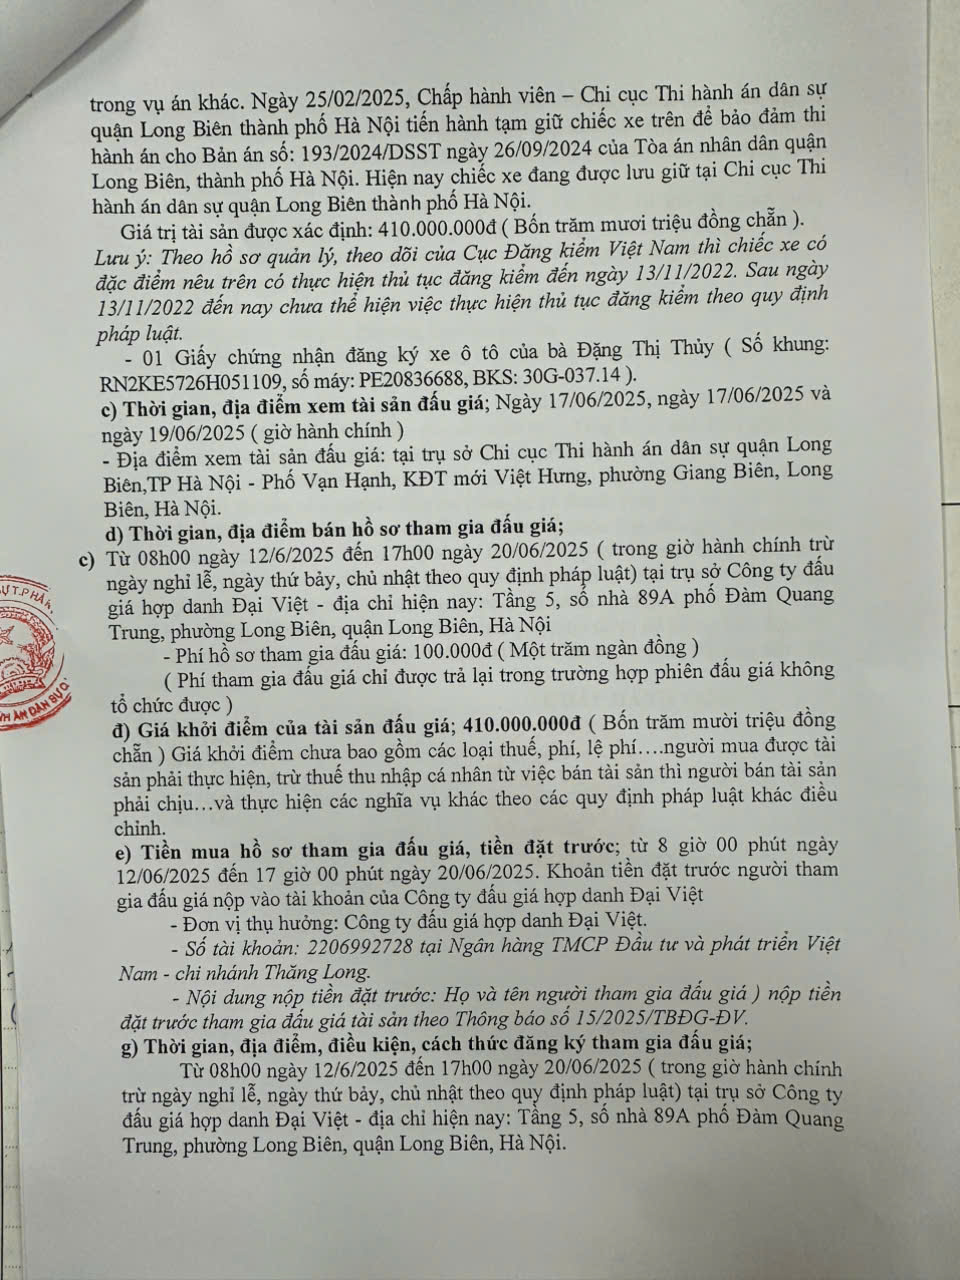 trong vụ án khác. Ngày 25/02/2025, Chấp hành viên – Chi cục Thi hành án dân sự
quận Long Biên thành phố Hà Nội tiến hành tạm giữ chiếc xe trên để bảo đảm thi
hành án cho Bản án số: 193/2024/DSST ngày 26/09/2024 của Tòa án nhân dân quận
Long Biên, thành phố Hà Nội. Hiện nay chiếc xe đang được lưu giữ tại Chi cục Thi
hành án dân sự quận Long Biên thành phố Hà Nội.
Giá trị tài sản được xác định: 410.000.000đ ( Bốn trăm mươi triệu đồng chẵn ).
Lưu ý: Theo hồ sơ quản lý, theo dõi của Cục Đăng kiểm Việt Nam thì chiếc xe có
đặc điểm nêu trên có thực hiện thủ tục đăng kiểm đến ngày 13/11/2022. Sau ngày
13/11/2022 đến nay chưa thể hiện việc thực hiện thủ tục đăng kiểm theo quy định
pháp luật.
- 01 Giấy chứng nhận đăng ký xe ô tô của bà Đặng Thị Thủy ( Số khung:
RN2KE5726H051109, số máy: PE20836688, BKS: 30G-037.14 ).
c) Thời gian, địa điểm xem tài sản đấu giá; Ngày 17/06/2025, ngày 17/06/2025 và
ngày 19/06/2025 ( giờ hành chính )
- Địa điểm xem tài sản đấu giá: tại trụ sở Chi cục Thi hành án dân sự quận Long
Biên,TP Hà Nội - Phố Vạn Hạnh, KĐT mới Việt Hưng, phường Giang Biên, Long
Biên, Hà Nội.
d) Thời gian, địa điểm bán hồ sơ tham gia đấu giá;
c) Từ 08h00 ngày 12/6/2025 đến 17h00 ngày 20/06/2025 ( trong giờ hành chính trừ
ngày nghỉ lễ, ngày thứ bảy, chủ nhật theo quy định pháp luật) tại trụ sở Công ty đấu
giá hợp danh Đại Việt - địa chỉ hiện nay: Tầng 5, số nhà 89A phố Đàm Quang
Trung, phường Long Biên, quận Long Biên, Hà Nội
- Phí hồ sơ tham gia đấu giá: 100.000đ ( Một trăm ngàn đồng )
( Phí tham gia đấu giá chỉ được trả lại trong trường hợp phiên đấu giá không
tổ chức được )
đ) Giá khởi điểm của tài sản đấu giá; 410.000.000đ ( Bốn trăm mười triệu đồng
chẵn ) Giá khởi điểm chưa bao gồm các loại thuế, phí, lệ phí….người mua được tài
sản phải thực hiện, trừ thuế thu nhập cá nhân từ việc bán tài sản thì người bán tài sản
phải chịu…và thực hiện các nghĩa vụ khác theo các quy định pháp luật khác điều
chỉnh.
e) Tiền mua hồ sơ tham gia đấu giá, tiền đặt trước; từ 8 giờ 00 phút ngày
12/06/2025 đến 17 giờ 00 phút ngày 20/06/2025. Khoản tiền đặt trước người tham
gia đấu giá nộp vào tài khoản của Công ty đấu giá hợp danh Đại Việt
- Đơn vị thụ hưởng: Công ty đấu giá hợp danh Đại Việt.
- Số tài khoản: 2206992728 tại Ngân hàng TMCP Đầu tư và phát triển Việt
Nam - chi nhánh Thăng Long.
- Nội dung nộp tiền đặt trước: Họ và tên người tham gia đấu giá ) nộp tiền
đặt trước tham gia đấu giá tài sản theo Thông báo số 15/2025/TBĐG-ĐV.
g) Thời gian, địa điểm, điều kiện, cách thức đăng ký tham gia đấu giá;
Từ 08h00 ngày 12/6/2025 đến 17h00 ngày 20/06/2025 ( trong giờ hành chính
trừ ngày nghỉ lễ, ngày thứ bảy, chủ nhật theo quy định pháp luật) tại trụ sở Công ty
đấu giá hợp danh Đại Việt - địa chỉ hiện nay: Tầng 5, số nhà 89A phố Đàm Quang
Trung, phường Long Biên, quận Long Biên, Hà Nội.